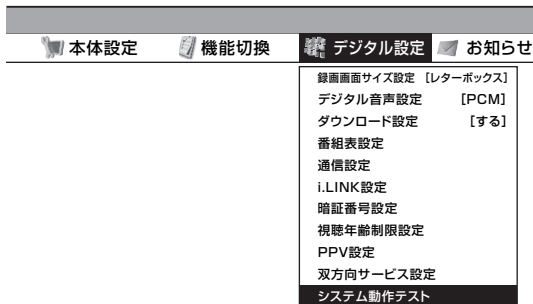 本体設定 機能切換 デジタル設定 お知らせ
録画画面サイズ設定 [レターボックス]
デジタル音声設定 [PCM]
ダウンロード設定 [する]
番組表設定
通信設定
i.LINK設定
暗証番号設定
視聴年齢制限設定
PPV設定
双方向サービス設定
システム動作テスト